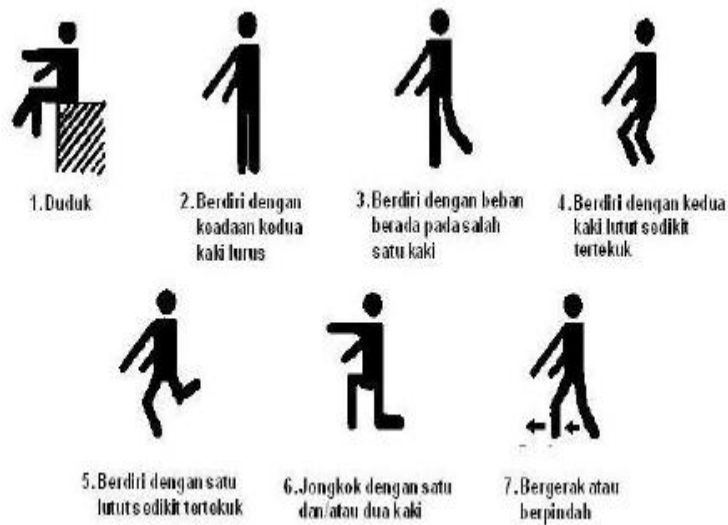 1.Duduk
2.Berdiri dengan
keadaan kedua
kaki lurus
3.Berdiri dengan beban
berada pada salah
satu kaki
4.Berdiri dengan kedua
kaki lutut sedikit
tertekuk
5.Berdiri dengan satu
lutut sedikit tertekuk
6.Jongkok dengan satu
dan/atau dua kaki
7.Bergerak atau
berpindah